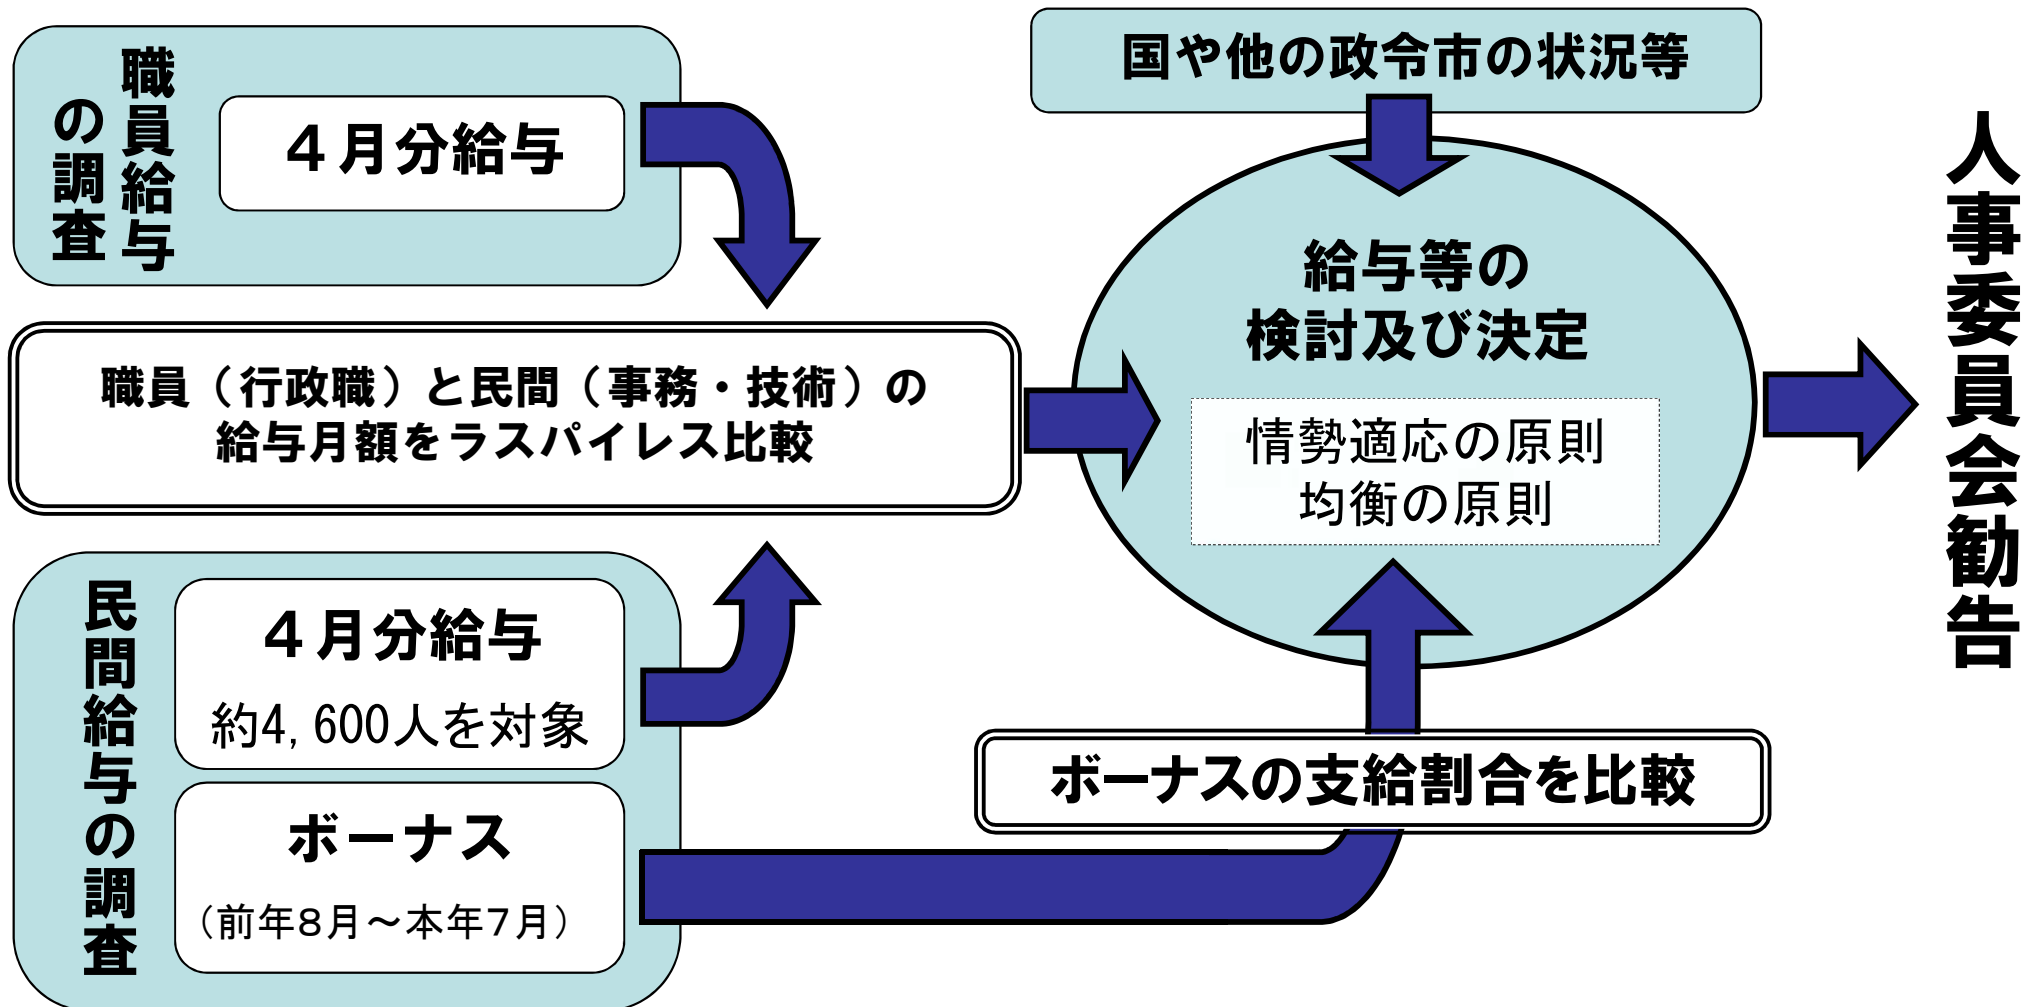 職員給与
の調査
４月分給与
国や他の政令市の状況等
職員（行政職）と民間（事務・技術）の
給与月額をラスパイレス比較
給与等の
検討及び決定
情勢適応の原則
均衡の原則
人事委員会勧告
民間給与の調査
４月分給与
約4,600人を対象
ボーナス
（前年８月～本年７月）
ボーナスの支給割合を比較